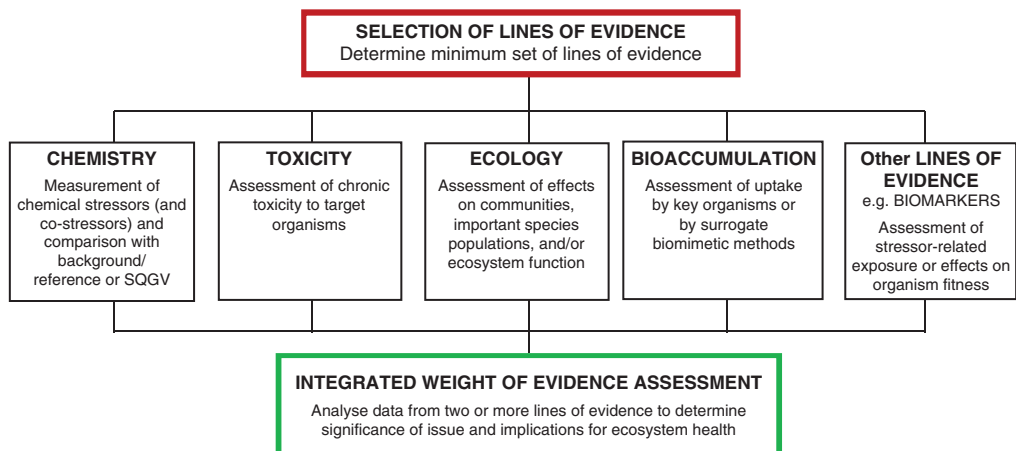 SELECTION OF LINES OF EVIDENCE
Determine minimum set of lines of evidence
CHEMISTRY
Measurement of
chemical stressors (and
co-stressors) and
comparison with
background/
reference or SQGV
TOXICITY
Assessment of chronic
toxicity to target
organisms
ECOLOGY
Assessment of effects
on communities,
important species
populations, and/or
ecosystem function
BIOACCUMULATION
Assessment of uptake
by key organisms or
by surrogate
biomimetic methods
Other LINES OF
EVIDENCE
e.g. BIOMARKERS
Assessment of
stressor-related
exposure or effects on
organism fitness
INTEGRATED WEIGHT OF EVIDENCE ASSESSMENT
Analyse data from two or more lines of evidence to determine
significance of issue and implications for ecosystem health